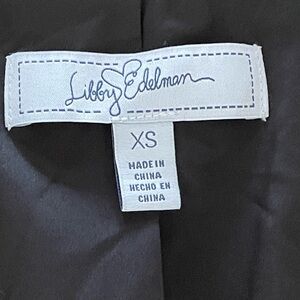 Libby Edelman
XS
MADE IN
CHINA
HECHO EN
CHINA